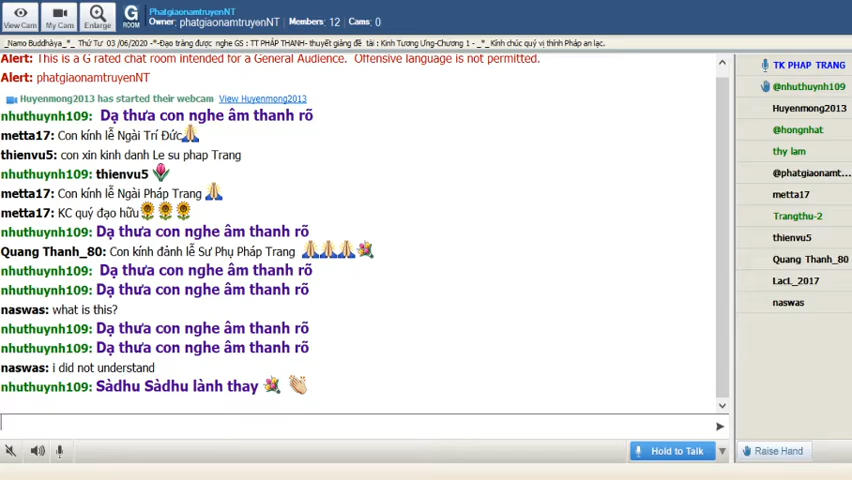 PhatgiaonamtruyenNT
Owner: phatgiaonamtruyenNT Members: 12 Cams: 0
View Cam My Cam Enlarge G ROOM
_Namo Buddhàya_*_ Thứ Tư 03 /06/2020 -*-Đạo tràng được nghe GS : TT PHÁP THANH- thuyết giảng đề tài : Kinh Tương Ưng-Chương 1 - _*_ Kính chúc quý vị thính Pháp an lạc.
Alert: This is a G rated chat room intended for a General Audience. Offensive language is not permitted.
Alert: phatgiaonamtruyenNT
Huyenmong2013 has started their webcam View Huyenmong2013
nhuthuynh109: Dạ thưa con nghe âm thanh rõ
metta17: Con kính lễ Ngài Trí Đức
thienvu5: con xin kinh danh Le su phap Trang
nhuthuynh109: thienvu5
metta17: Con kính lễ Ngài Pháp Trang
metta17: KC quý đạo hữu
nhuthuynh109: Dạ thưa con nghe âm thanh rõ
Quang Thanh_80: Con kính đảnh lễ Sư Phụ Pháp Trang
nhuthuynh109: Dạ thưa con nghe âm thanh rõ
nhuthuynh109: Dạ thưa con nghe âm thanh rõ
naswas: what is this?
nhuthuynh109: Dạ thưa con nghe âm thanh rõ
nhuthuynh109: Dạ thưa con nghe âm thanh rõ
naswas: i did not understand
nhuthuynh109: Sàdhu Sàdhu lành thay
Hold to Talk
TK PHAP TRANG
@nhuthuynh109
Huyenmong2013
@hongnhat
thy lam
@phatgiaonamt...
metta17
Trangthu-2
thienvu5
Quang Thanh_80
LacL_2017
naswas
Raise Hand